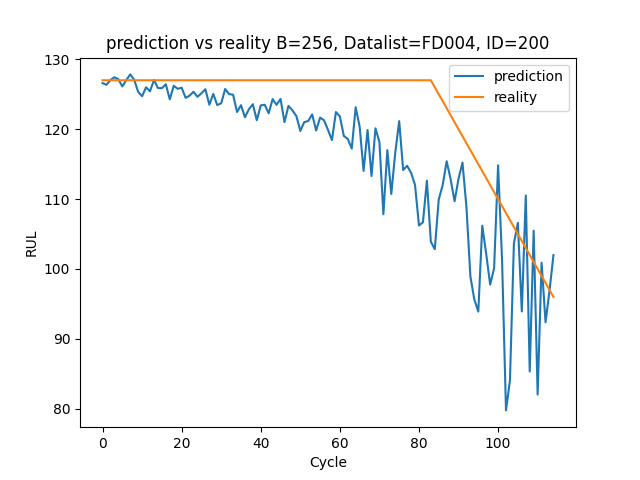 prediction vs reality B=256, Datalist=FD004, ID=200
130
120
110
100
90
80
RUL
prediction
reality
0 20 40 60 80 100
Cycle